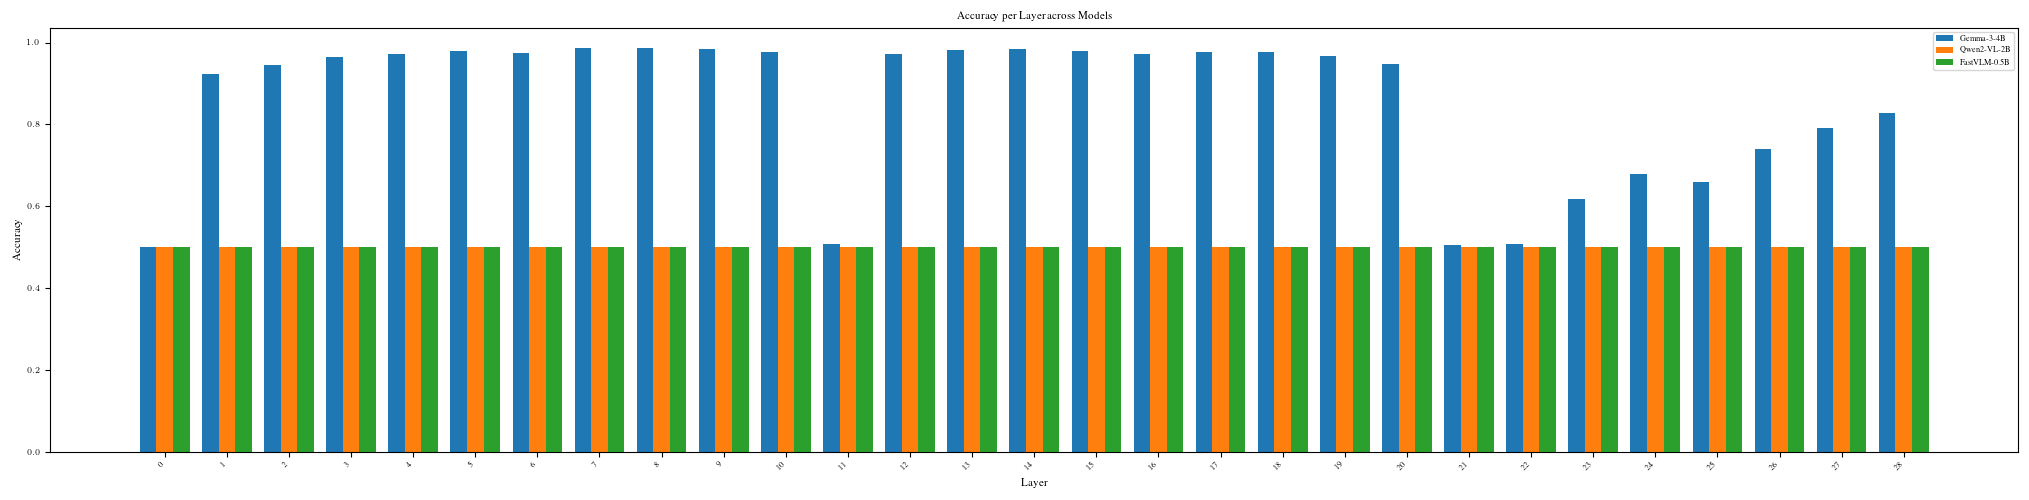 Accuracy per Layer across Models
Gemma-3-4B
Qwen2-VL-2B
FastVLM-0.5B
Accuracy
1.0
0.8
0.6
0.4
0.2
0.0
0 1 2 3 4 5 6 7 8 9 10 11 12 13 14 15 16 17 18 19 20 21 22 23 24 25 26 27 28
Layer